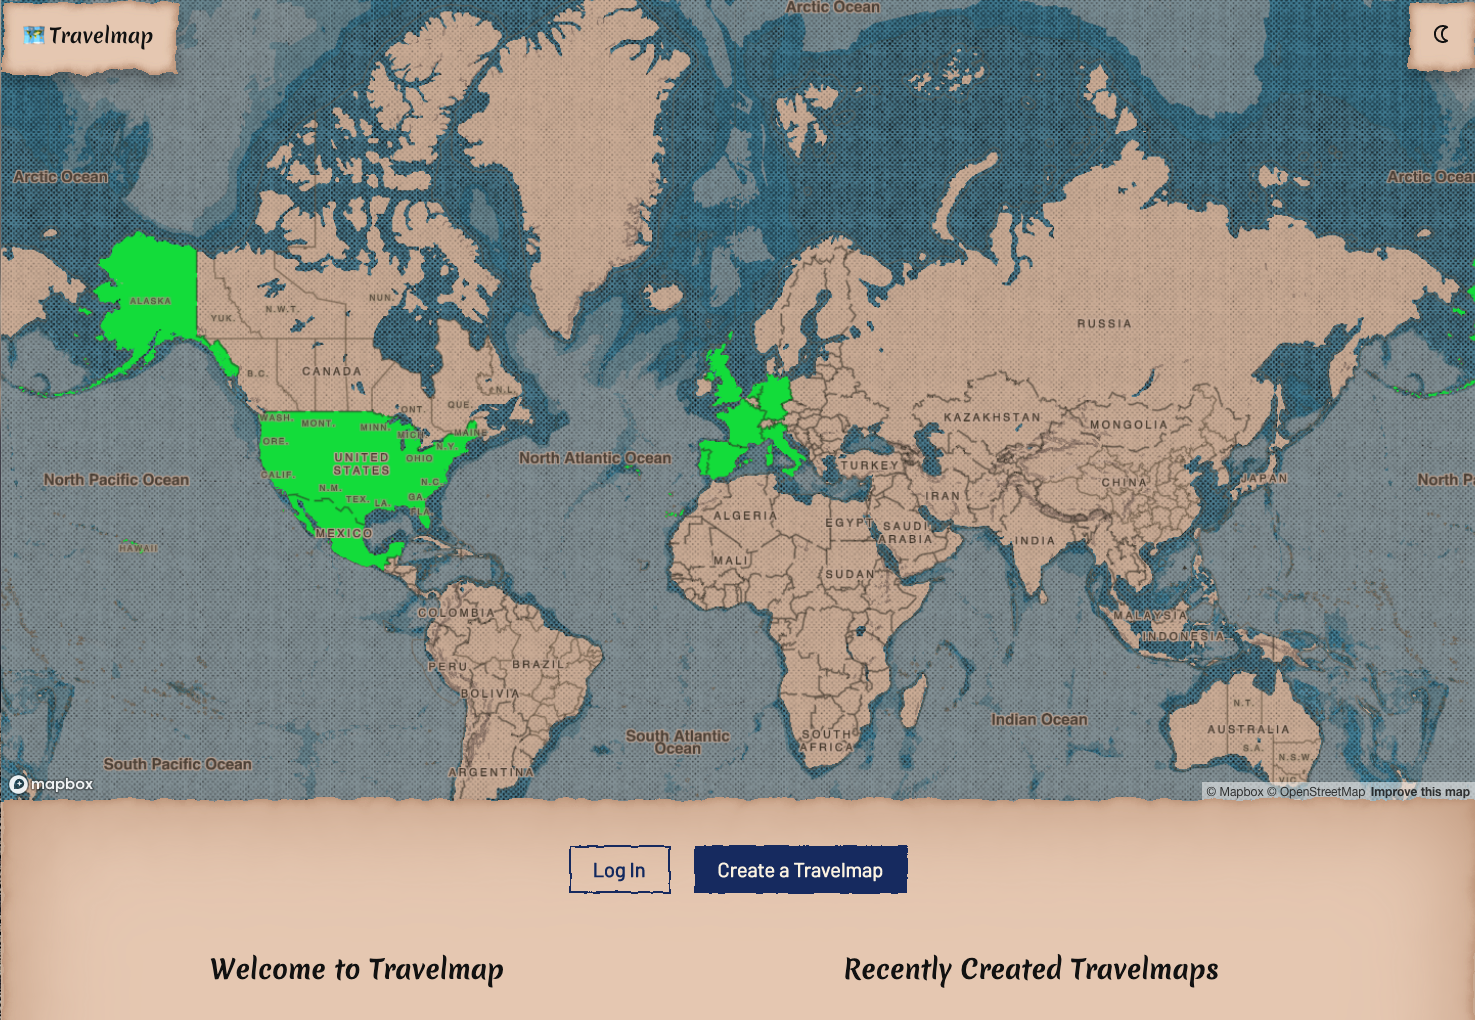 Travelmap
Arctic Ocean
Arctic Ocean
Arctic Ocean
ALASKA
YUK.
N.W.T.
NUN.
RUSSIA
B.C.
CANADA
N.L.
ONT.
QUE.
WASH.
MONT.
MINN.
MICH.
MAINE
ORE.
N.Y.
UNITED
STATES
OHIO
CALIF.
N.M.
TEX.
LA.
GA.
N.C.
FLA.
MEXICO
HAWAII
North Pacific Ocean
North Atlantic Ocean
KAZAKHSTAN
MONGOLIA
TURKEY
IRAN
CHINA
JAPAN
North Pa
ALGERIA
EGYPT
SAUDI
ARABIA
INDIA
MALI
SUDAN
COLOMBIA
MALAYSIA
INDONESIA
PERU
BRAZIL
BOLIVIA
South Atlantic
Ocean
Indian Ocean
N.T.
AUSTRALIA
S.A.
N.S.W.
VIC.
SOUTH
AFRICA
South Pacific Ocean
ARGENTINA
mapbox
© Mapbox © OpenStreetMap Improve this map
Log In
Create a Travelmap
Welcome to Travelmap
Recently Created Travelmaps